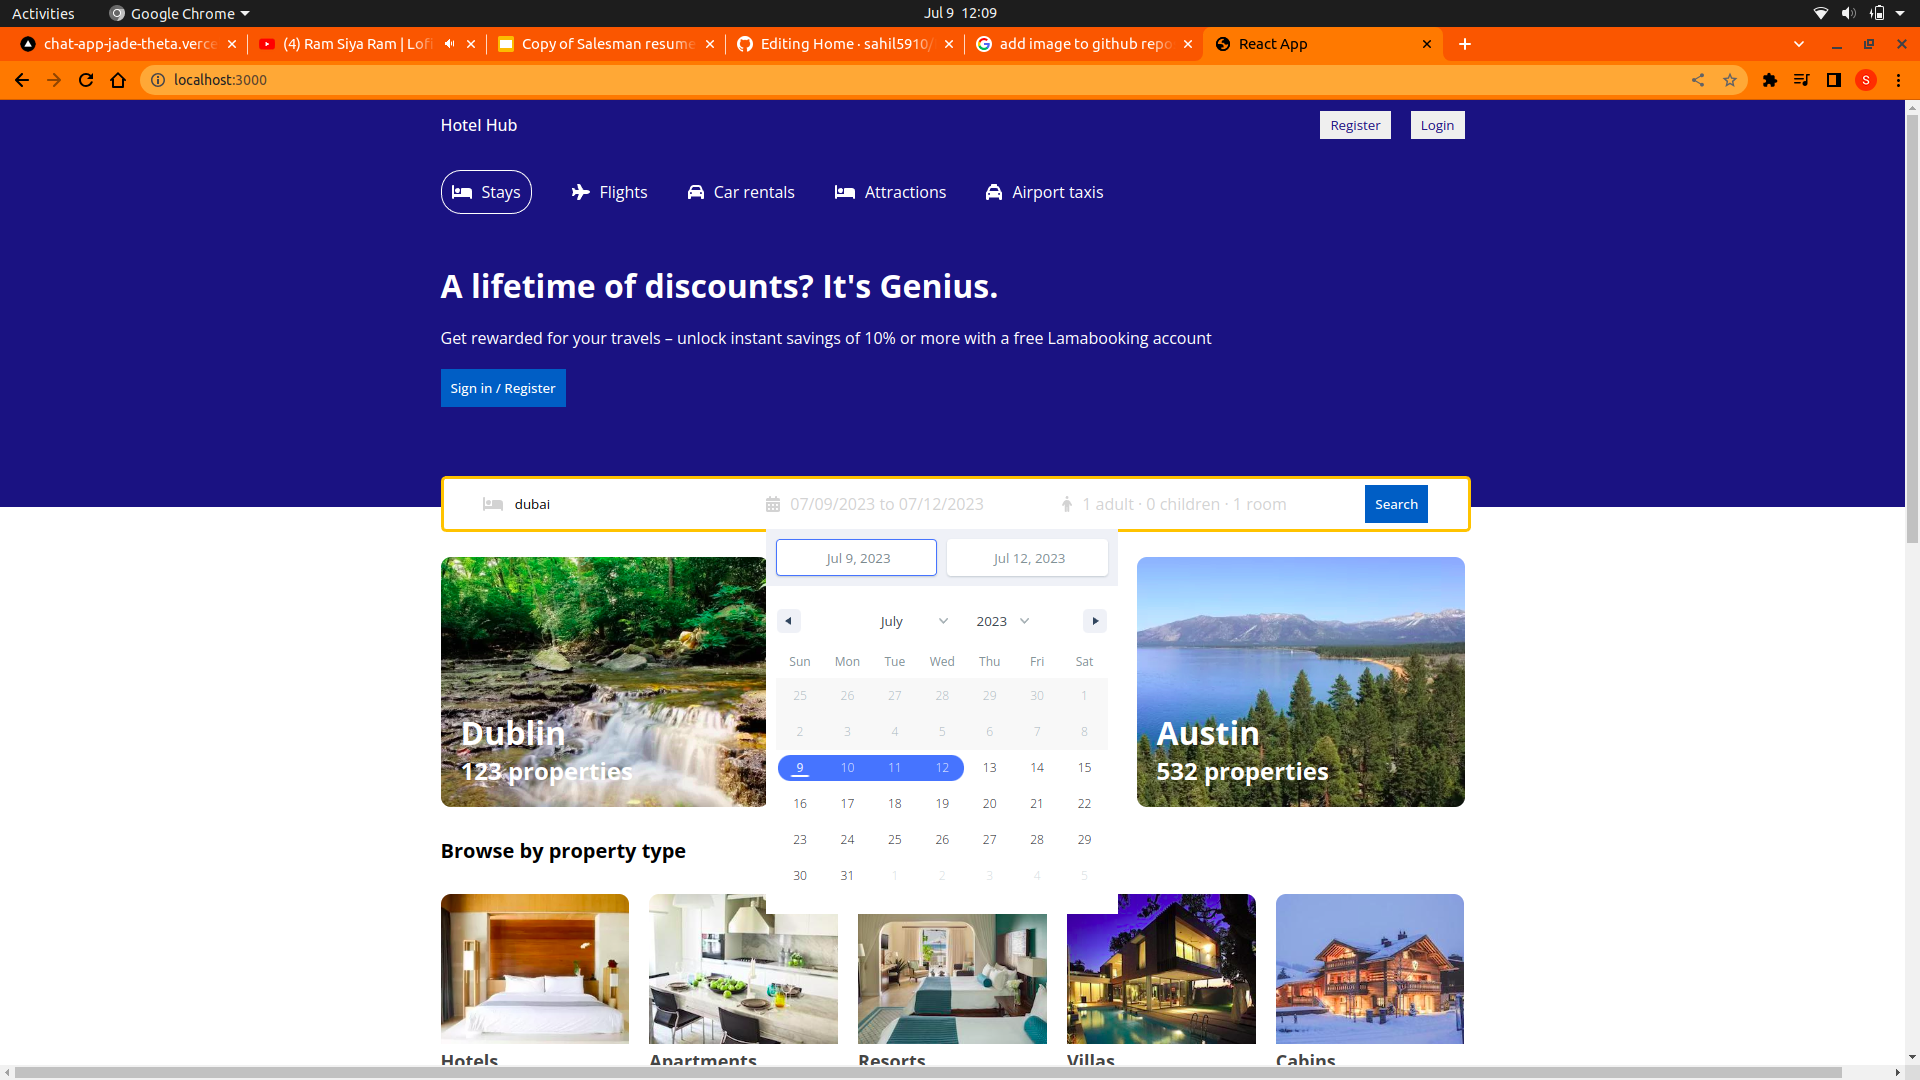 Activities Google Chrome Jul 9 12:09
chat-app-jade-theta.verce (4) Ram Siya Ram | Lofi Copy of Salesman resume Editing Home · sahil5910/ add image to github repo React App
localhost:3000 S
Hotel Hub Register Login
Stays Flights Car rentals Attractions Airport taxis
A lifetime of discounts? It's Genius.
Get rewarded for your travels – unlock instant savings of 10% or more with a free Lamabooking account
Sign in / Register
dubai 07/09/2023 to 07/12/2023 1 adult · 0 children · 1 room Search
Jul 9, 2023 Jul 12, 2023
July 2023
Sun Mon Tue Wed Thu Fri Sat
25 26 27 28 29 30 1
2 3 4 5 6 7 8
9 10 11 12 13 14 15
16 17 18 19 20 21 22
23 24 25 26 27 28 29
30 31 1 2 3 4 5
Dublin
123 properties
Austin
532 properties
Browse by property type
Hotels Apartments Resorts Villas Cabins